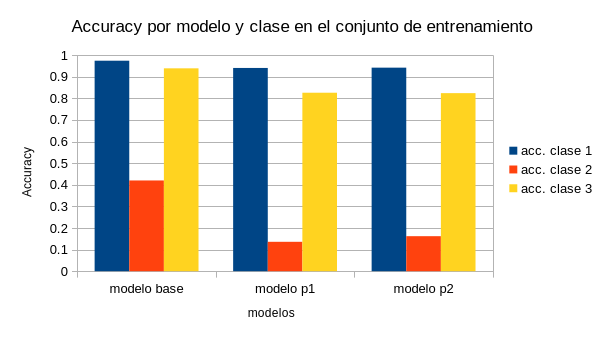 Accuracy por modelo y clase en el conjunto de entrenamiento
1
0.9
0.8
0.7
0.6
0.5
0.4
0.3
0.2
0.1
0
Accuracy
modelo base
modelo p1
modelo p2
modelos
acc. clase 1
acc. clase 2
acc. clase 3